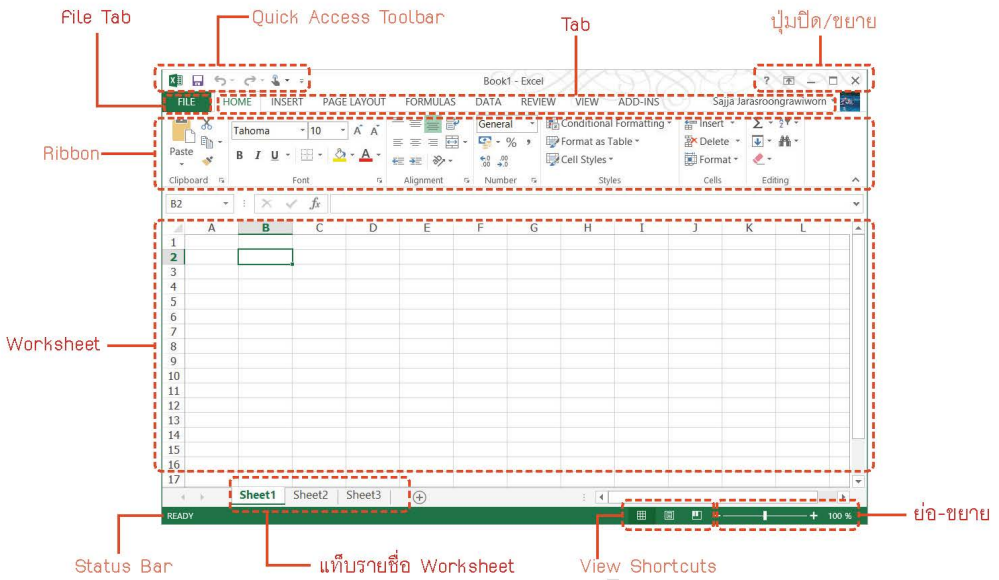 File Tab
Quick Access Toolbar
Tab
ปุ่มปิด/ขยาย
Book1 - Excel
?
FILE HOME INSERT PAGE LAYOUT FORMULAS DATA REVIEW VIEW ADD-INS Sajja Jarasroongrawiworn
Tahoma 10 A A General Conditional Formatting Insert Σ
Ribbon
Paste B I U A % , Format as Table Delete
Cell Styles Format
Clipboard Font Alignment Number Styles Cells Editing
B2 fx
A B C D E F G H I J K L
1
2
3
4
5
6
7
Worksheet
8
9
10
11
12
13
14
15
16
17
Sheet1 Sheet2 Sheet3
READY 100 %
ย่อ-ขยาย
Status Bar
แท็บรายชื่อ Worksheet
View Shortcuts